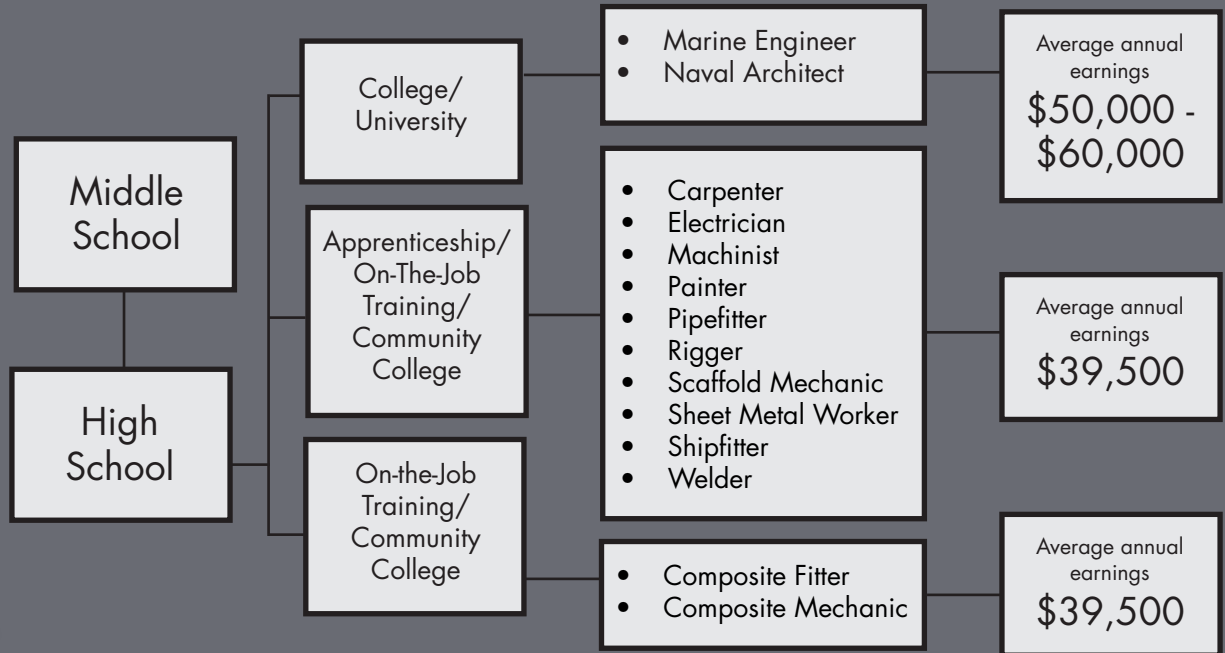 Middle
School
High
School
College/
University
Apprenticeship/
On-The-Job
Training/
Community
College
On-the-Job
Training/
Community
College
• Marine Engineer
• Naval Architect
• Carpenter
• Electrician
• Machinist
• Painter
• Pipefitter
• Rigger
• Scaffold Mechanic
• Sheet Metal Worker
• Shipfitter
• Welder
• Composite Fitter
• Composite Mechanic
Average annual
earnings
$50,000 -
$60,000
Average annual
earnings
$39,500
Average annual
earnings
$39,500